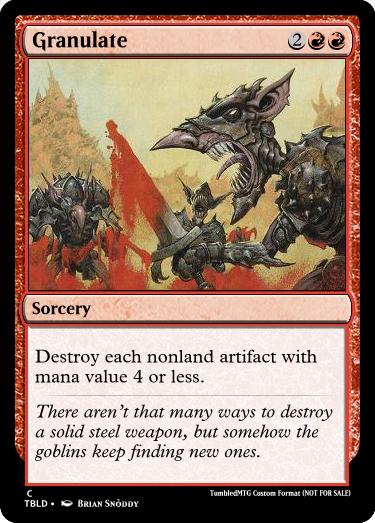 Granulate 2
Sorcery
Destroy each nonland artifact with
mana value 4 or less.
There aren't that many ways to destroy
a solid steel weapon, but somehow the
goblins keep finding new ones.
C
TBLD • Brian Snōddy
TumbledMTG Custom Format (NOT FOR SALE)